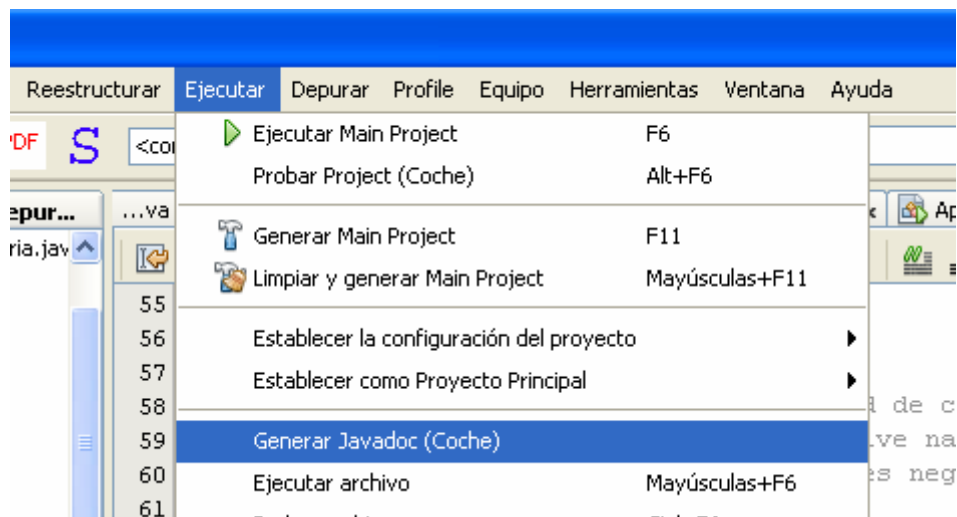 Reestructurar Ejecutar Depurar Profile Equipo Herramientas Ventana Ayuda
PDF S <co
Ejecutar Main Project F6
Probar Project (Coche) Alt+F6
epur... ...va Ap
ria.jav
Generar Main Project F11
Limpiar y generar Main Project Mayúsculas+F11
55
56 Establecer la configuración del proyecto
57 Establecer como Proyecto Principal
58 de c
59 Generar Javadoc (Coche) ve na
60 Ejecutar archivo Mayúsculas+F6 es neg
61